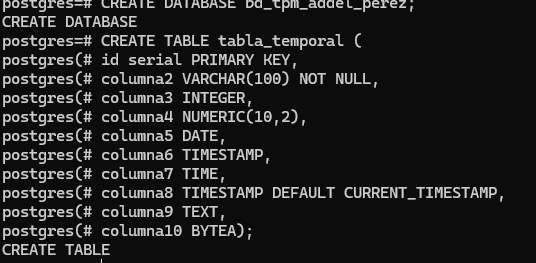 postgres=# CREATE DATABASE bd_tpm_addel_perez;
CREATE DATABASE
postgres=# CREATE TABLE tabla_temporal (
postgres(# id serial PRIMARY KEY,
postgres(# columna2 VARCHAR(100) NOT NULL,
postgres(# columna3 INTEGER,
postgres(# columna4 NUMERIC(10,2),
postgres(# columna5 DATE,
postgres(# columna6 TIMESTAMP,
postgres(# columna7 TIME,
postgres(# columna8 TIMESTAMP DEFAULT CURRENT_TIMESTAMP,
postgres(# columna9 TEXT,
postgres(# columna10 BYTEA);
CREATE TABLE